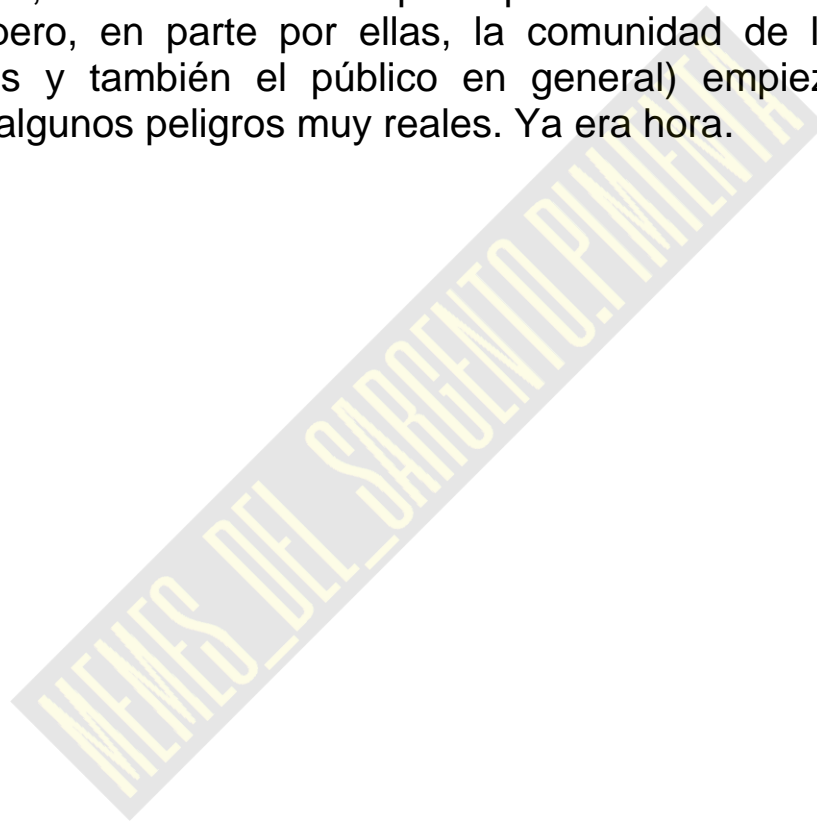 pero, en parte por ellas, la comunidad de
s y también el público en general) empiez
algunos peligros muy reales. Ya era hora.
MEMES_DEL_SARGENTO.PIMIENTA